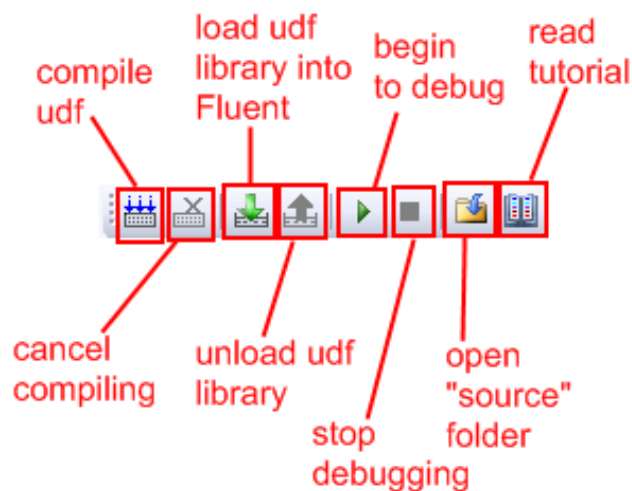 compile
udf
load udf
library into
Fluent
begin
to debug
read
tutorial
cancel
compiling
unload udf
library
stop
debugging
open
"source"
folder